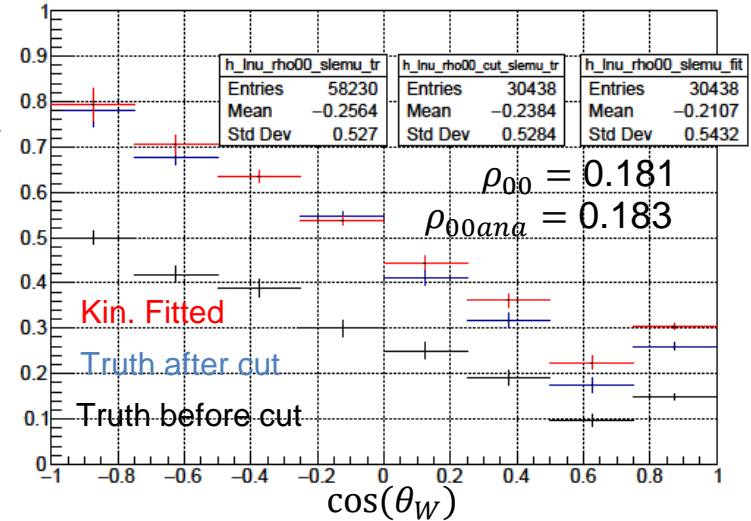 1
0.9
0.8
0.7
0.6
0.5
0.4
0.3
0.2
0.1
0
h_lnu_rho00_slemu_tr
Entries 58230
Mean −0.2564
Std Dev 0.527
h_lnu_rho00_cut_slemu_tr
Entries 30438
Mean −0.2384
Std Dev 0.5284
h_lnu_rho00_slemu_fit
Entries 30438
Mean −0.2107
Std Dev 0.5432
ρ₀₀ = 0.181
ρ₀₀ₐₙₐ = 0.183
Kin. Fitted
Truth after cut
Truth before cut
−1 −0.8 −0.6 −0.4 −0.2 0 0.2 0.4 0.6 0.8 1
cos(θ_W)